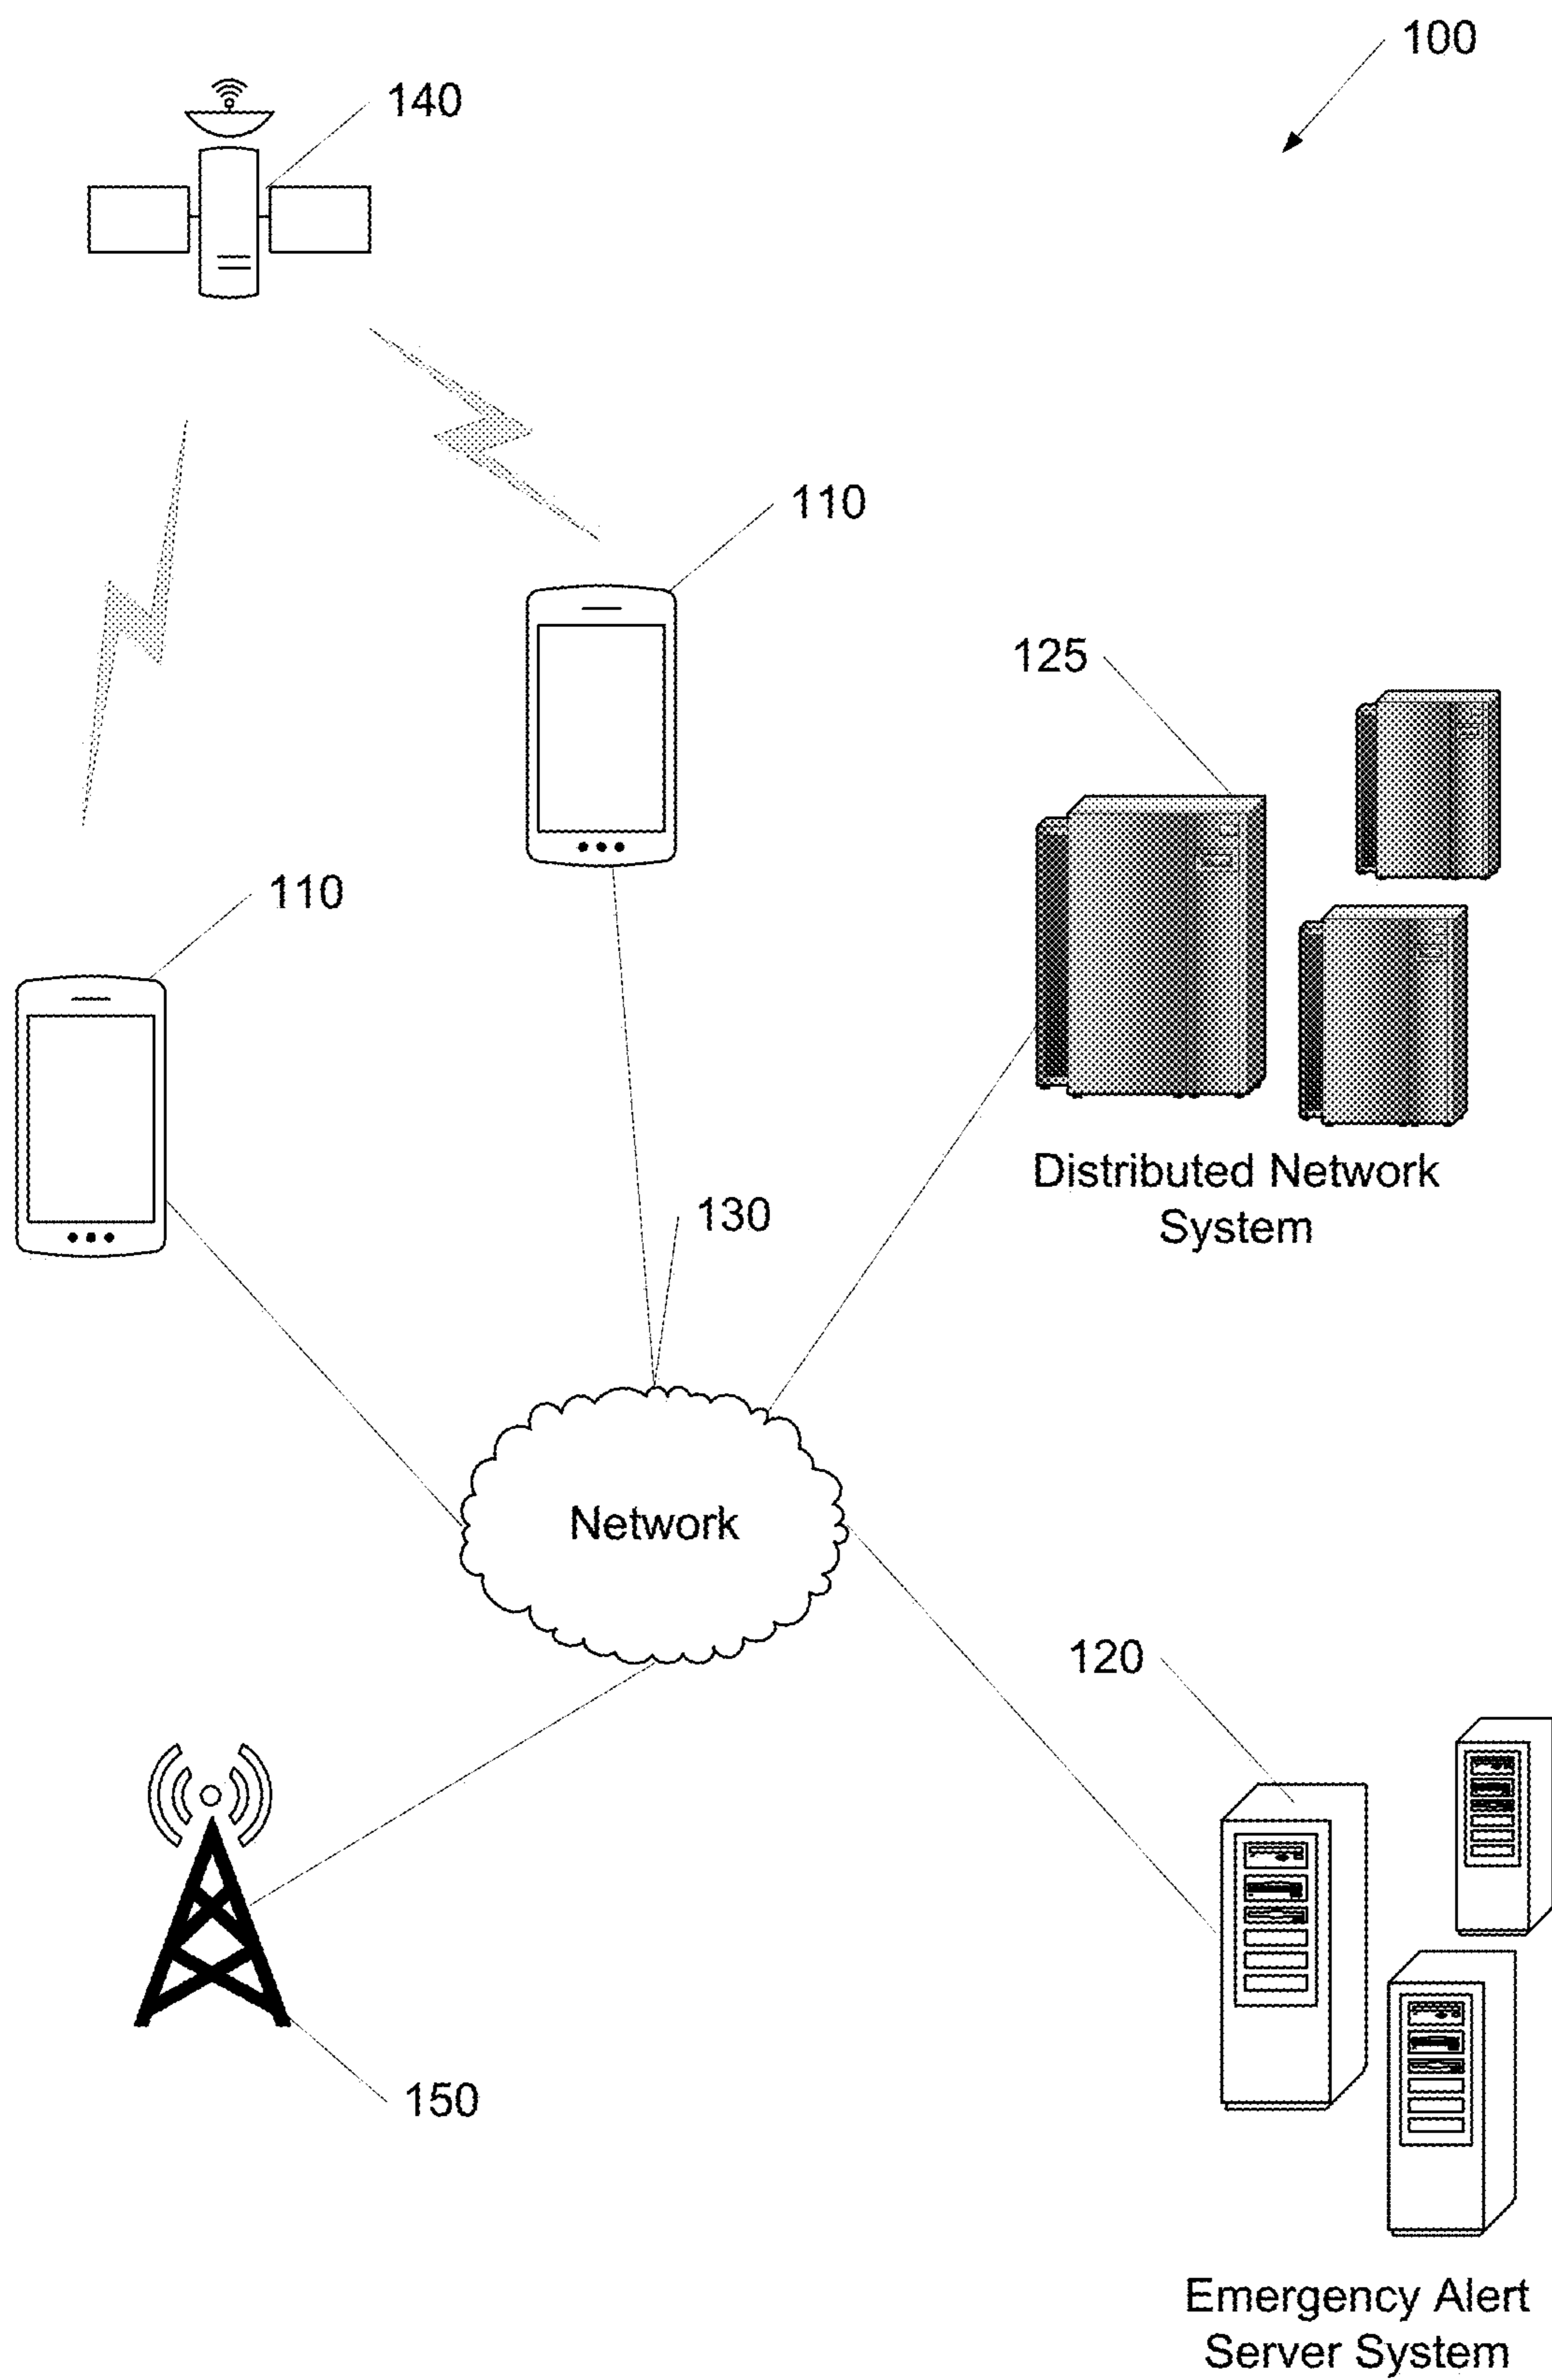 100
140
110
125
110
Distributed Network
System
130
Network
120
150
Emergency Alert
Server System